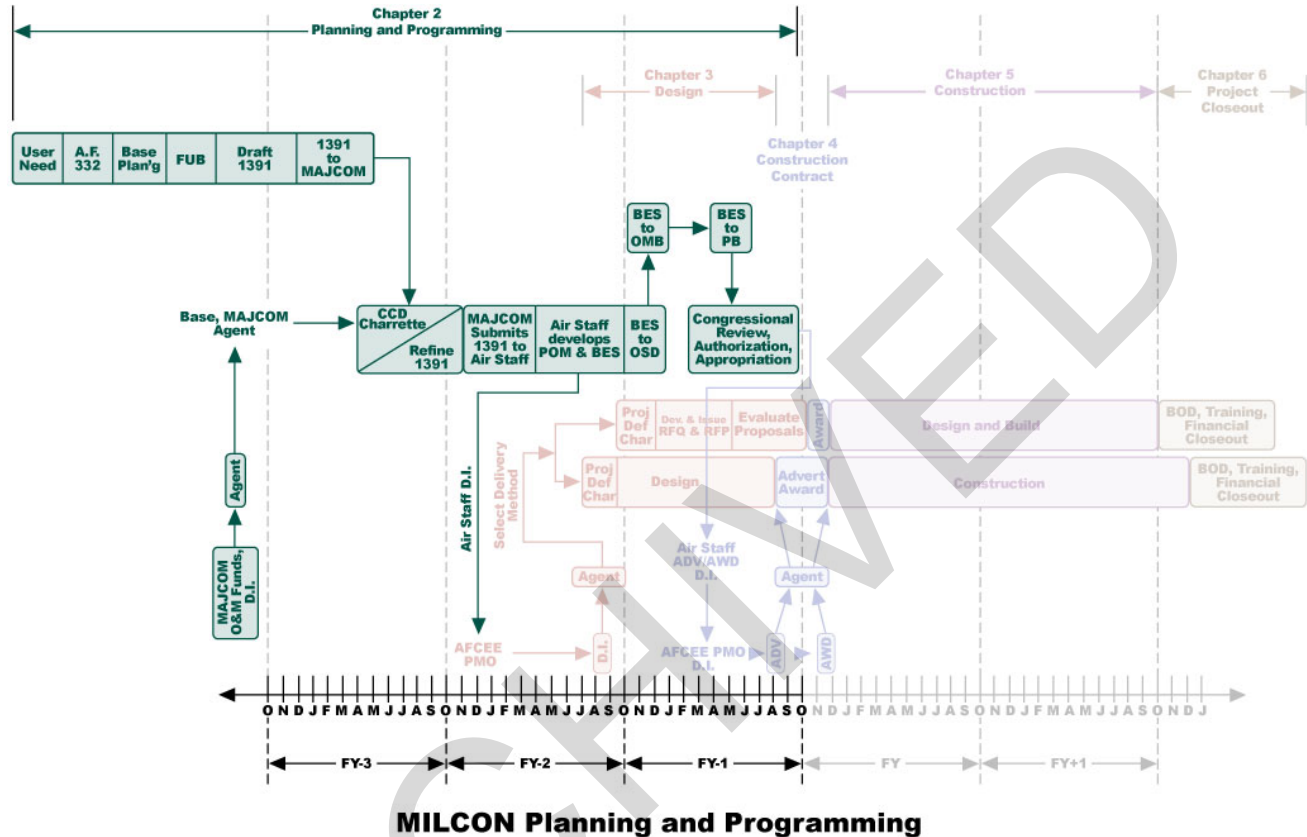 Chapter 2
Planning and Programming
Chapter 3
Design
Chapter 5
Construction
Chapter 6
Project
Closeout
Chapter 4
Construction
Contract
User
Need
A.F.
332
Base
Plan'g
FUB
Draft
1391
1391
to
MAJCOM
BES
to
OMB
BES
to
PB
Base, MAJCOM
Agent
CCD
Charrette
Refine
1391
MAJCOM
Submits
1391 to
Air Staff
Air Staff
develops
POM & BES
BES
to
OSD
Congressional
Review,
Authorization,
Appropriation
Proj
Def
Char
Dev. & Issue
RFQ & RFP
Evaluate
Proposals
Award
Design and Build
BOD, Training,
Financial
Closeout
Proj
Def
Char
Design
Advert
Award
Construction
BOD, Training,
Financial
Closeout
Agent
Air Staff D.I.
Select Delivery
Method
MAJCOM
O&M Funds,
D.I.
Agent
Air Staff
ADV/AWD
D.I.
Agent
AFCEE
PMO
D.I.
AFCEE PMO
D.I.
ADV
AWD
O N D J F M A M J J A S O N D J F M A M J J A S O N D J F M A M J J A S O N D J F M A M J J A S O N D J F M A M J J A S O N D J
FY-3
FY-2
FY-1
FY
FY+1
MILCON Planning and Programming
CHIVED